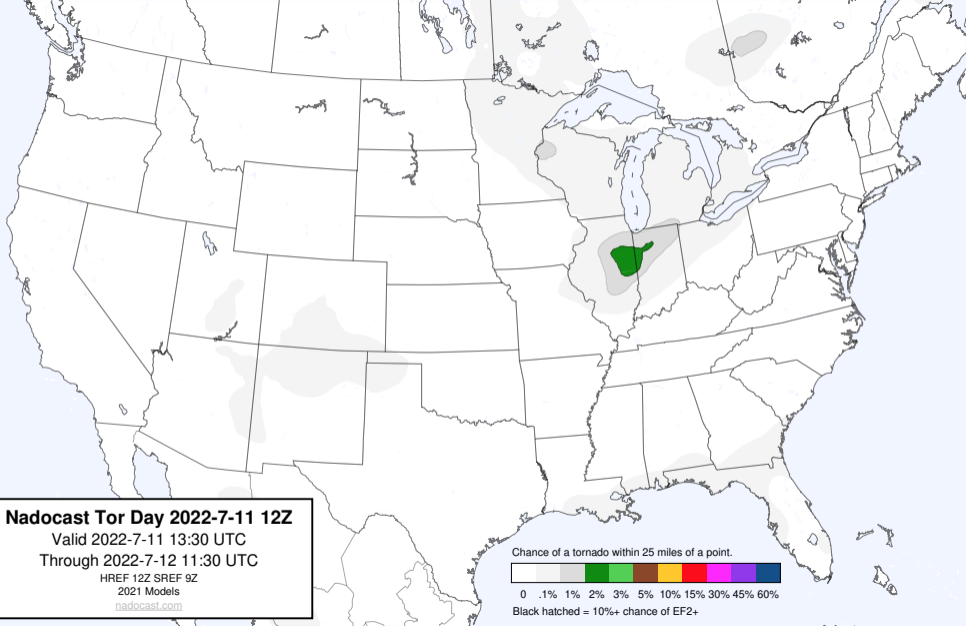 Nadocast Tor Day 2022-7-11 12Z
Valid 2022-7-11 13:30 UTC
Through 2022-7-12 11:30 UTC
HREF 12Z SREF 9Z
2021 Models
nadocast.com
Chance of a tornado within 25 miles of a point.
0 .1% 1% 2% 3% 5% 10% 15% 30% 45% 60%
Black hatched = 10%+ chance of EF2+